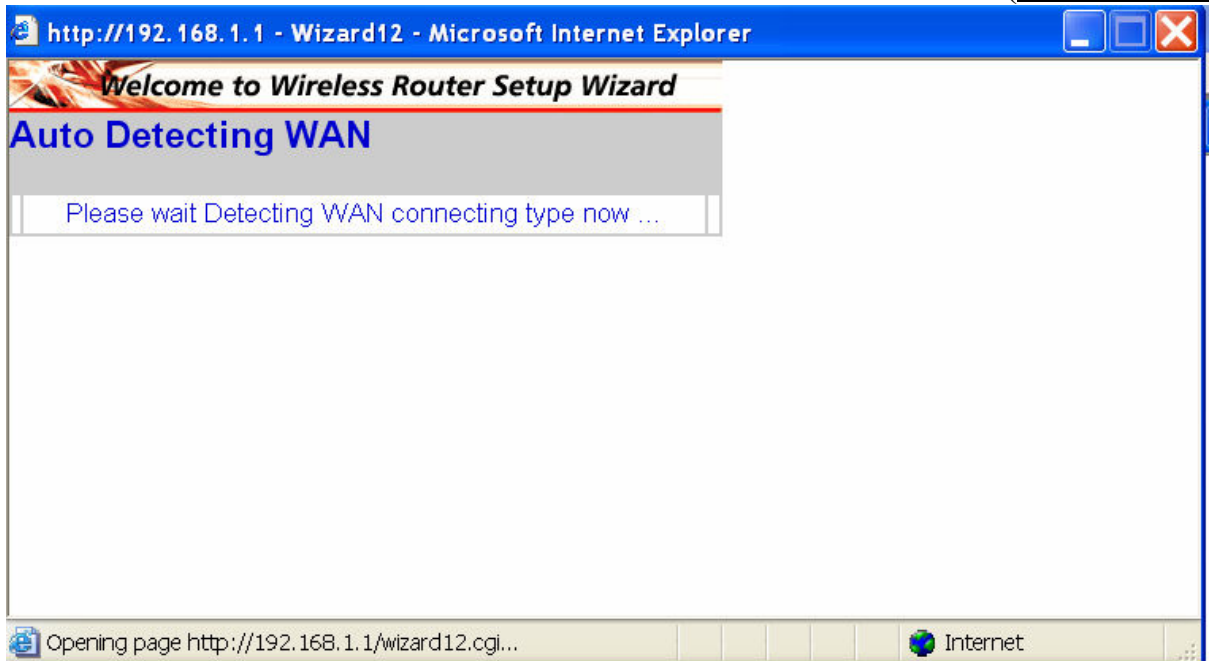 http://192.168.1.1 - Wizard12 - Microsoft Internet Explorer
Welcome to Wireless Router Setup Wizard
Auto Detecting WAN
Please wait Detecting WAN connecting type now ...
Opening page http://192.168.1.1/wizard12.cgi... Internet